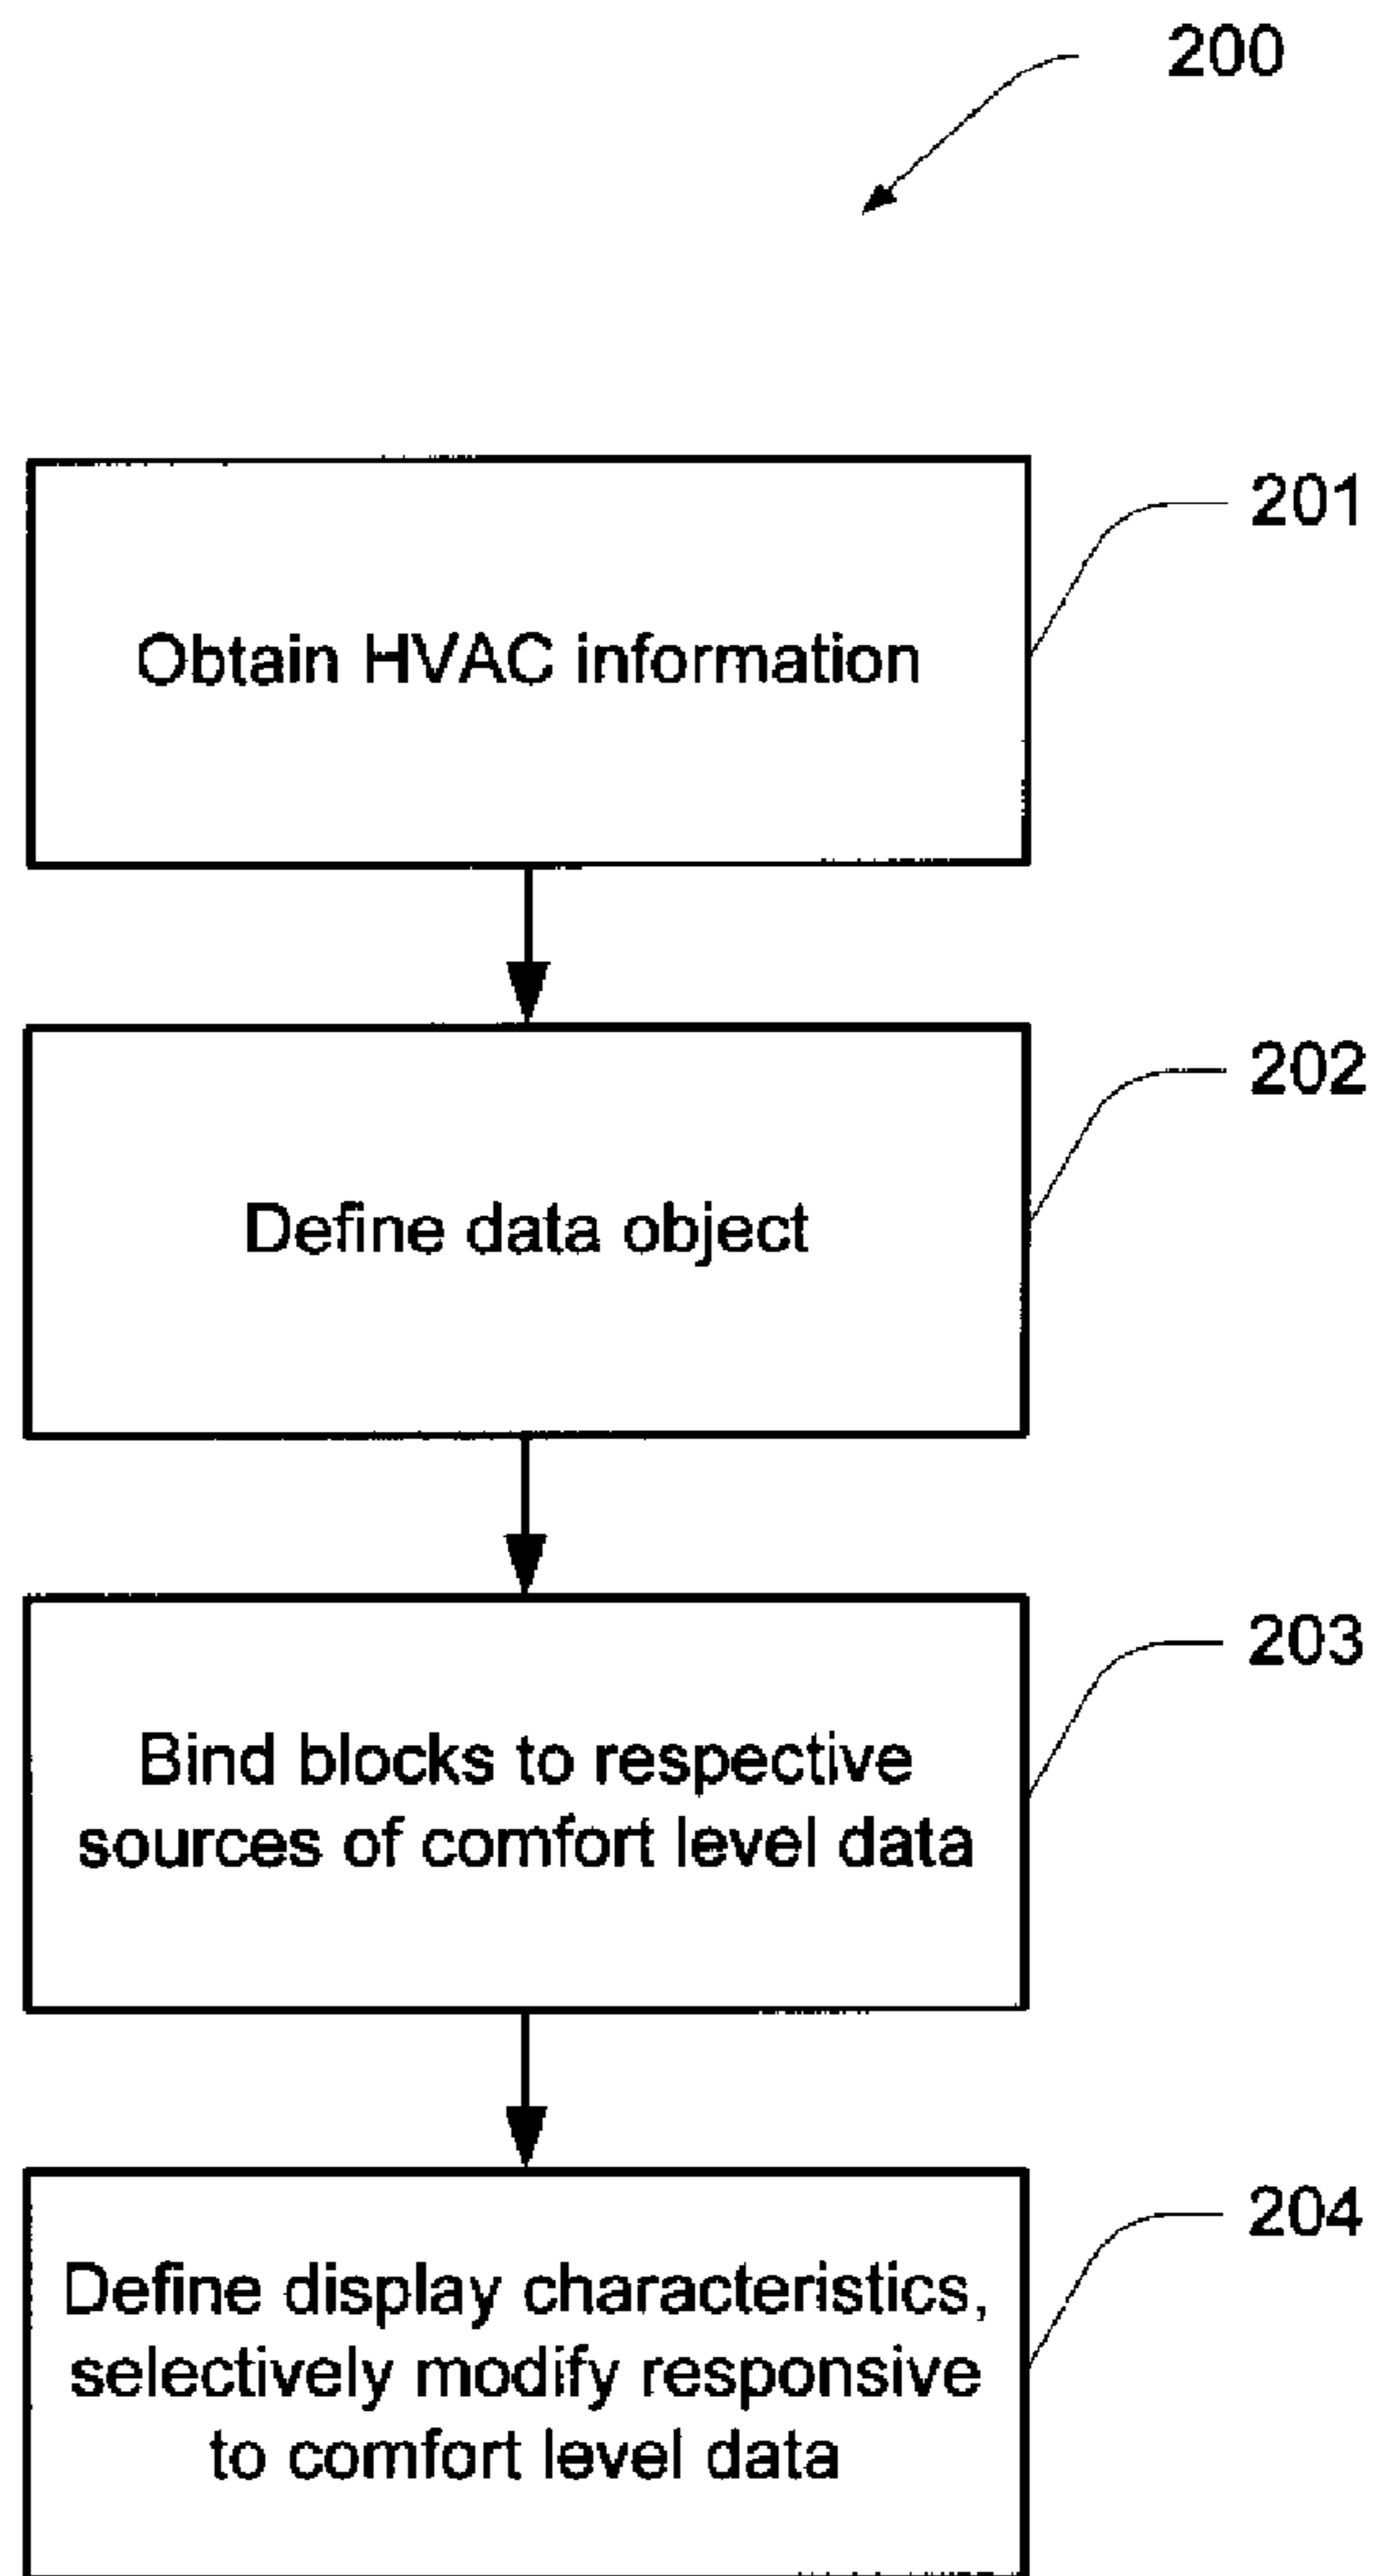 200
201
Obtain HVAC information
202
Define data object
203
Bind blocks to respective
sources of comfort level data
204
Define display characteristics,
selectively modify responsive
to comfort level data